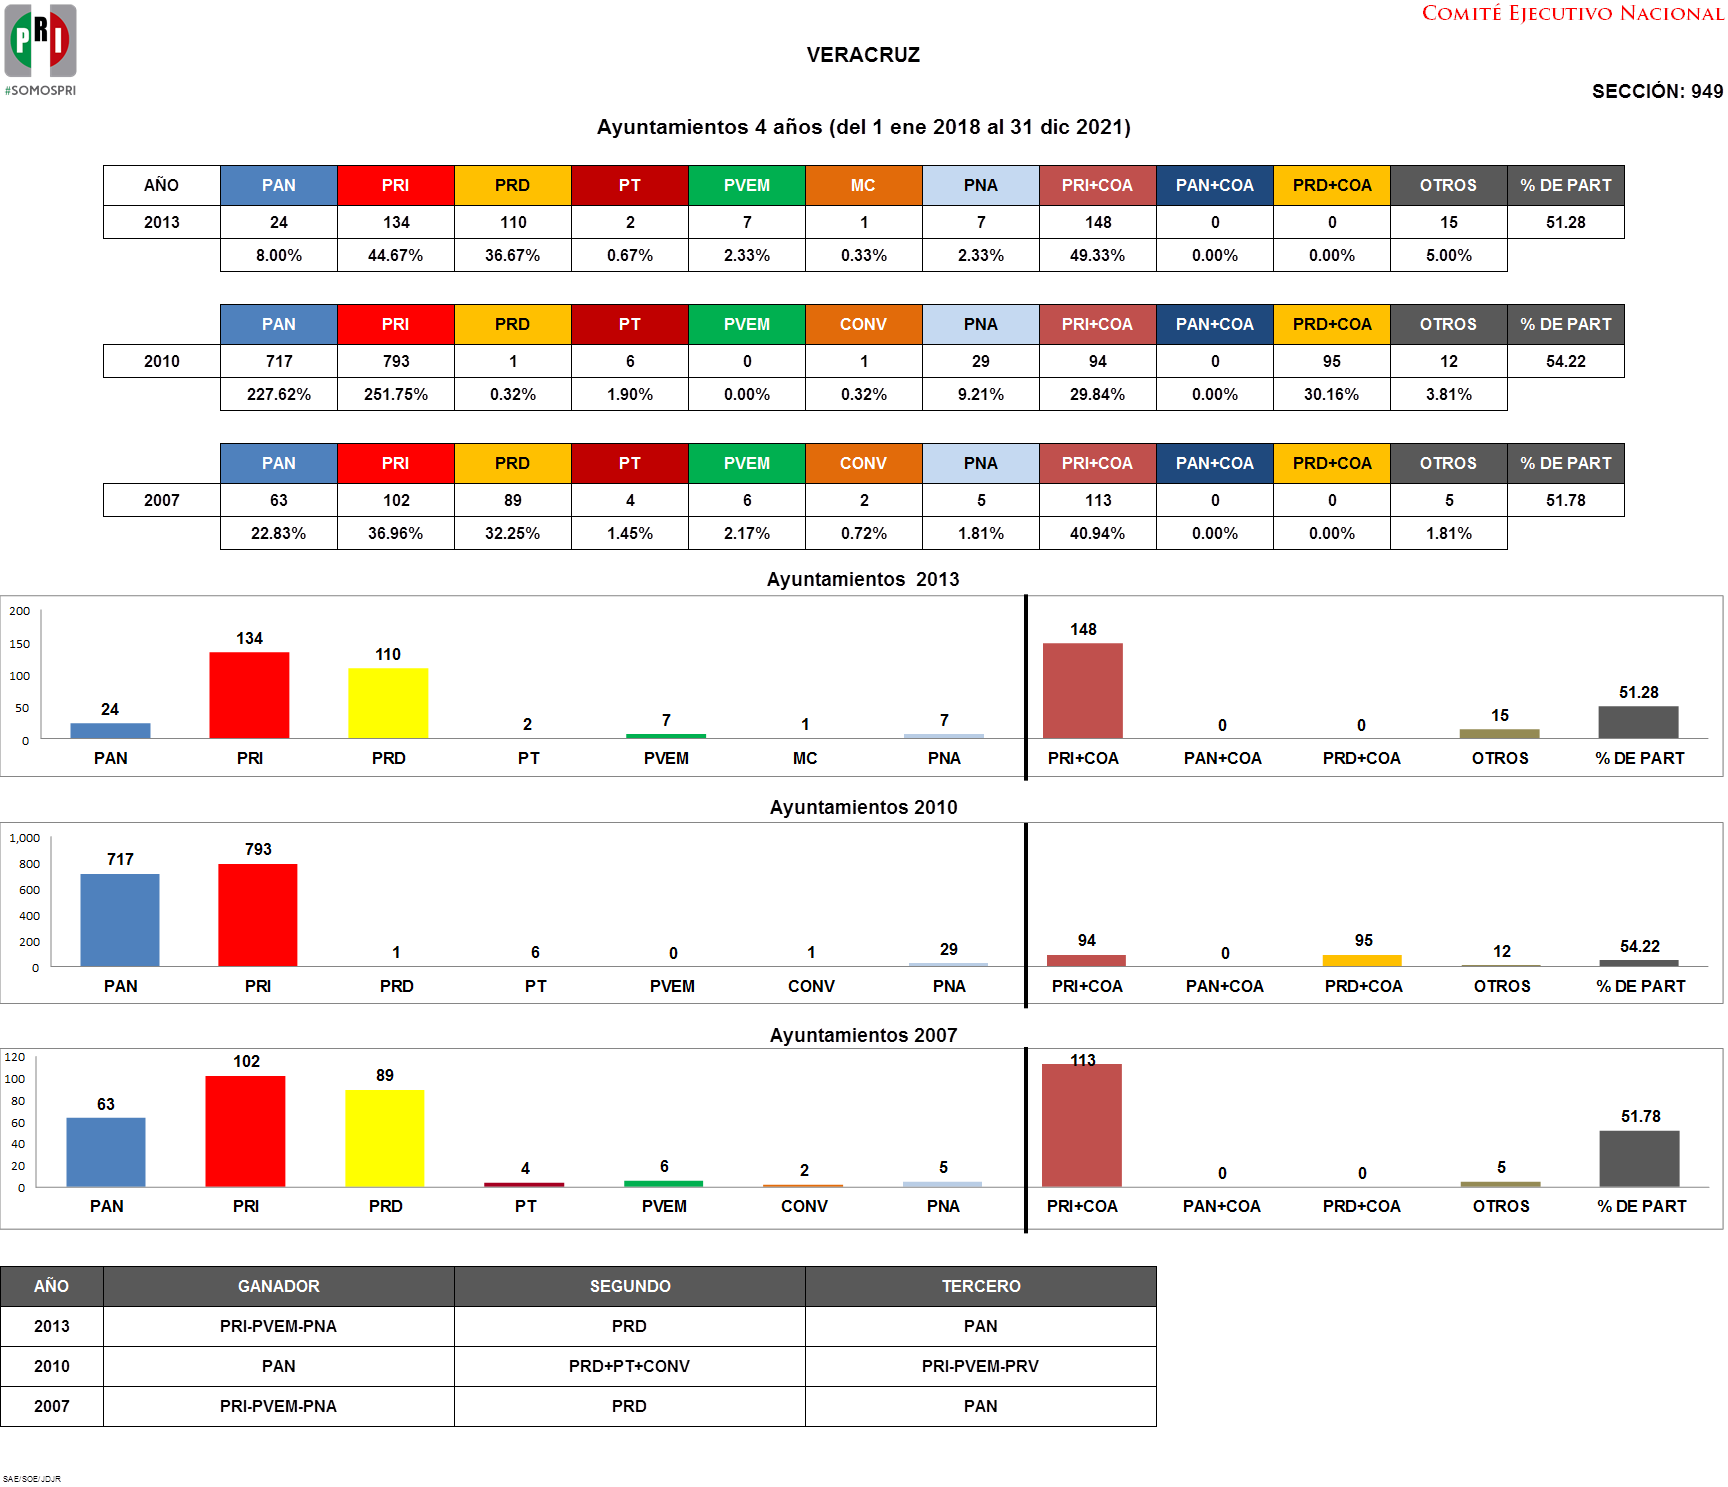 PRI
COMITÉ EJECUTIVO NACIONAL
VERACRUZ
#SOMOSPRI
SECCIÓN: 949
Ayuntamientos 4 años (del 1 ene 2018 al 31 dic 2021)
AÑO PAN PRI PRD PT PVEM MC PNA PRI+COA PAN+COA PRD+COA OTROS % DE PART
2013 24 134 110 2 7 1 7 148 0 0 15 51.28
8.00% 44.67% 36.67% 0.67% 2.33% 0.33% 2.33% 49.33% 0.00% 0.00% 5.00%
PAN PRI PRD PT PVEM CONV PNA PRI+COA PAN+COA PRD+COA OTROS % DE PART
2010 717 793 1 6 0 1 29 94 0 95 12 54.22
227.62% 251.75% 0.32% 1.90% 0.00% 0.32% 9.21% 29.84% 0.00% 30.16% 3.81%
PAN PRI PRD PT PVEM CONV PNA PRI+COA PAN+COA PRD+COA OTROS % DE PART
2007 63 102 89 4 6 2 5 113 0 0 5 51.78
22.83% 36.96% 32.25% 1.45% 2.17% 0.72% 1.81% 40.94% 0.00% 0.00% 1.81%
Ayuntamientos 2013
200
150
100
50
0
24 134 110 2 7 1 7 148 0 0 15 51.28
PAN PRI PRD PT PVEM MC PNA PRI+COA PAN+COA PRD+COA OTROS % DE PART
Ayuntamientos 2010
1,000
800
600
400
200
0
717 793 1 6 0 1 29 94 0 95 12 54.22
PAN PRI PRD PT PVEM CONV PNA PRI+COA PAN+COA PRD+COA OTROS % DE PART
Ayuntamientos 2007
120
100
80
60
40
20
0
63 102 89 4 6 2 5 113 0 0 5 51.78
PAN PRI PRD PT PVEM CONV PNA PRI+COA PAN+COA PRD+COA OTROS % DE PART
AÑO GANADOR SEGUNDO TERCERO
2013 PRI-PVEM-PNA PRD PAN
2010 PAN PRD+PT+CONV PRI-PVEM-PRV
2007 PRI-PVEM-PNA PRD PAN
SAE/SOE/JDJR